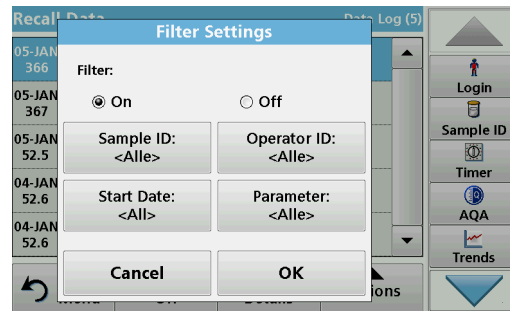 Recall Data
Data Log (5)
Filter Settings
Filter:
On
Off
Sample ID:
<Alle>
Operator ID:
<Alle>
Start Date:
<All>
Parameter:
<Alle>
Cancel
OK
05-JAN
366
05-JAN
367
05-JAN
52.5
04-JAN
52.6
04-JAN
52.6
Login
Sample ID
Timer
AQA
Trends